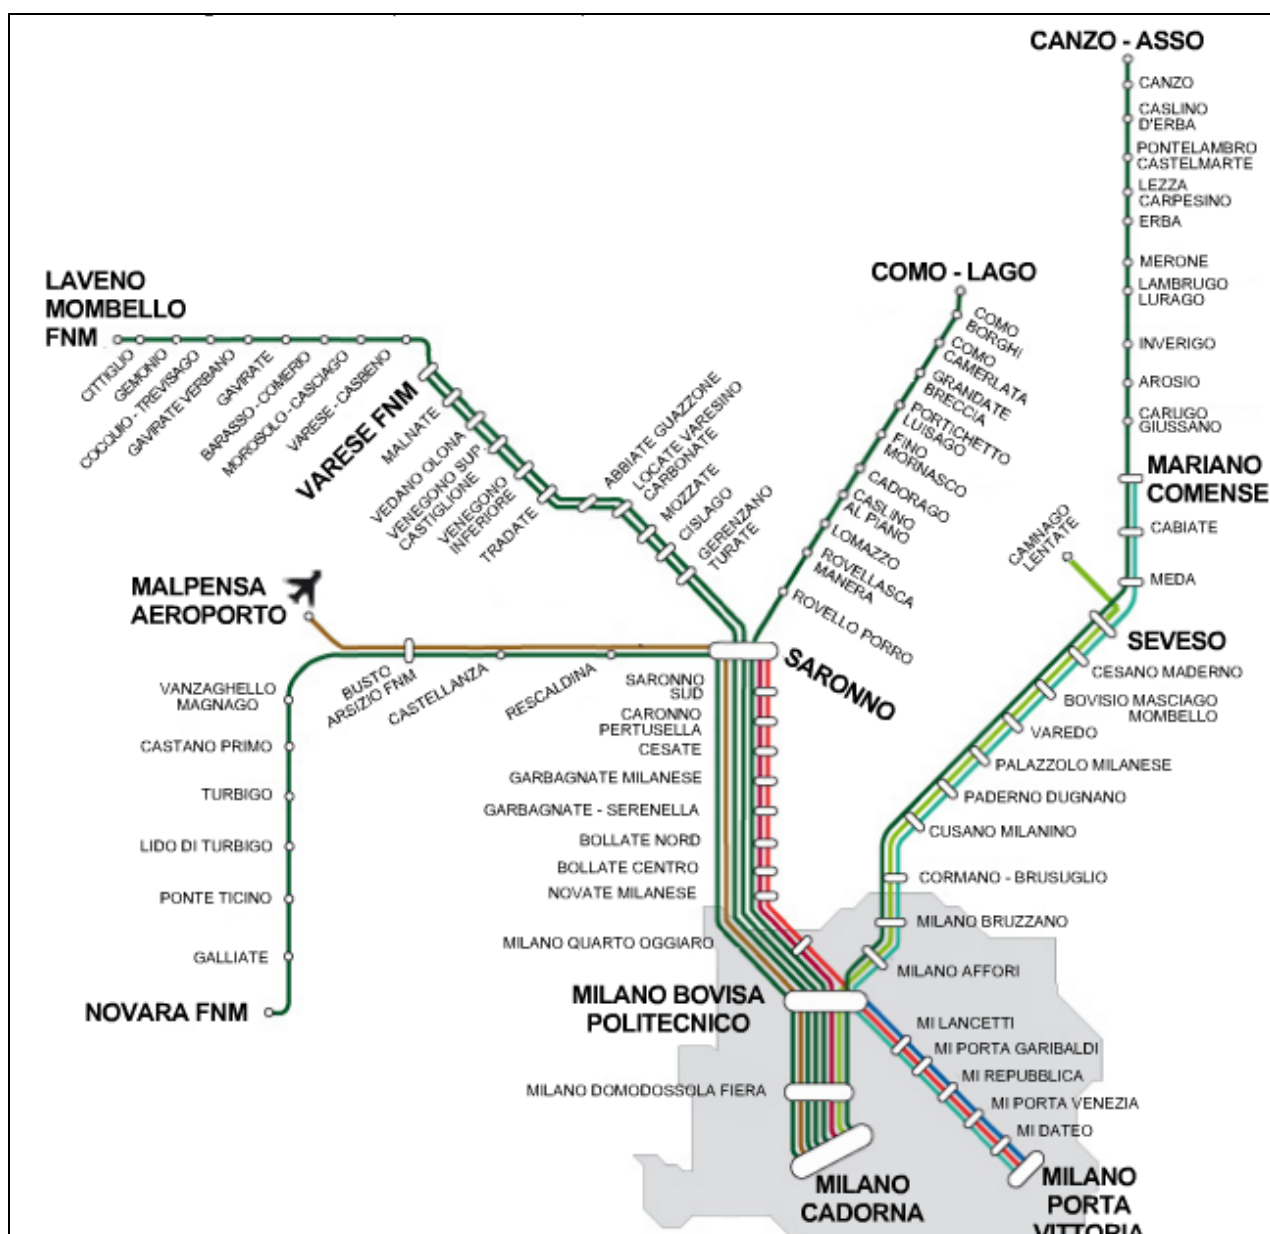 CANZO - ASSO
CANZO
CASLINO
D'ERBA
PONTELAMBRO
CASTELMARTE
LEZZA
CARPESINO
ERBA
MERONE
LAMBRUGO
LURAGO
INVERIGO
AROSIO
CARUGO
GIUSSANO
MARIANO
COMENSE
CABIATE
MEDA
CAMNAGO
LENTATE
SEVESO
CESANO MADERNO
BOVISIO MASCIAGO
MOMBELLO
VAREDO
PALAZZOLO MILANESE
PADERNO DUGNANO
CUSANO MILANINO
CORMANO - BRUSUGLIO
MILANO BRUZZANO
MILANO AFFORI
COMO - LAGO
COMO
BORGHI
COMO
CAMERLATA
GRANDATE
BRECCIA
PORTICHETTO
LUISAGO
FINO
MORNASCO
CADORAGO
CASLINO
AL PIANO
LOMAZZO
ROVELLASCA
MANERA
ROVELLO PORRO
LAVENO
MOMBELLO
FNM
CITTIGLIO
GEMONIO
COCQUIO - TREVISAGO
GAVIRATE VERBANO
GAVIRATE
BARASSO - COMERIO
MOROSOLO - CASCIAGO
VARESE - CASBENO
VARESE FNM
MALNATE
VEDANO OLONA
VENEGONO SUP.
CASTIGLIONE
VENEGONO
INFERIORE
TRADATE
ABBIATE GUAZZONE
LOCATE VARESINO
CARBONATE
MOZZATE
CISLAGO
GERENZANO
TURATE
MALPENSA
AEROPORTO
BUSTO
ARSIZIO FNM
CASTELLANZA
RESCALDINA
SARONNO
VANZAGHELLO
MAGNAGO
CASTANO PRIMO
TURBIGO
LIDO DI TURBIGO
PONTE TICINO
GALLIATE
NOVARA FNM
SARONNO
SUD
CARONNO
PERTUSELLA
CESATE
GARBAGNATE MILANESE
GARBAGNATE - SERENELLA
BOLLATE NORD
BOLLATE CENTRO
NOVATE MILANESE
MILANO QUARTO OGGIARO
MILANO BOVISA
POLITECNICO
MILANO DOMODOSSOLA FIERA
MILANO
CADORNA
MI LANCETTI
MI PORTA GARIBALDI
MI REPUBBLICA
MI PORTA VENEZIA
MI DATEO
MILANO
PORTA
VITTORIA